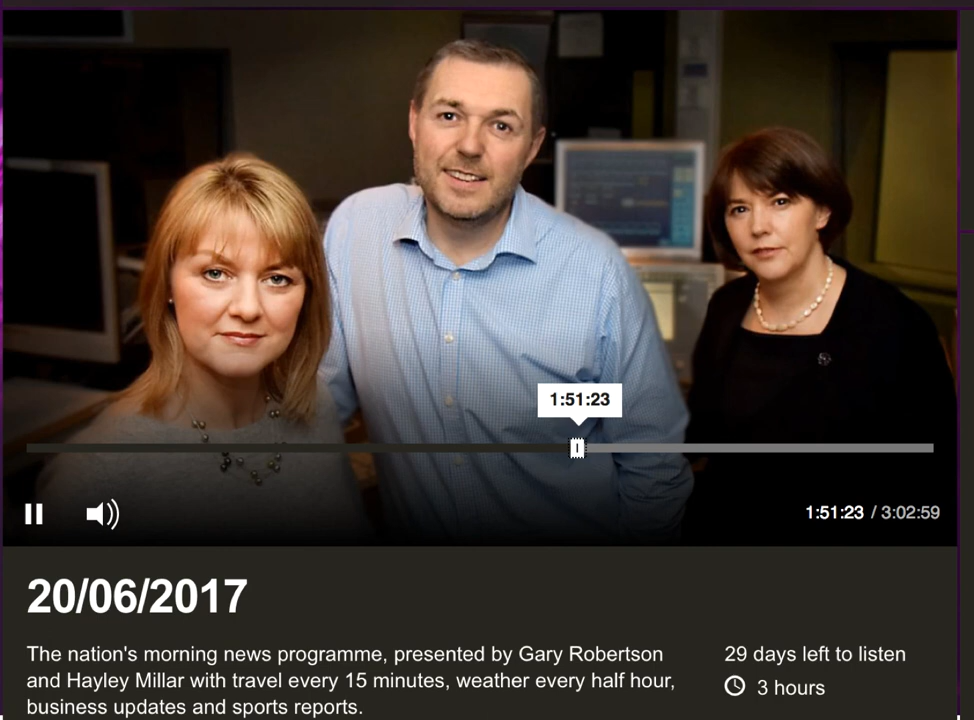 1:51:23
1:51:23 / 3:02:59
20/06/2017
The nation's morning news programme, presented by Gary Robertson
and Hayley Millar with travel every 15 minutes, weather every half hour,
business updates and sports reports.
29 days left to listen
3 hours